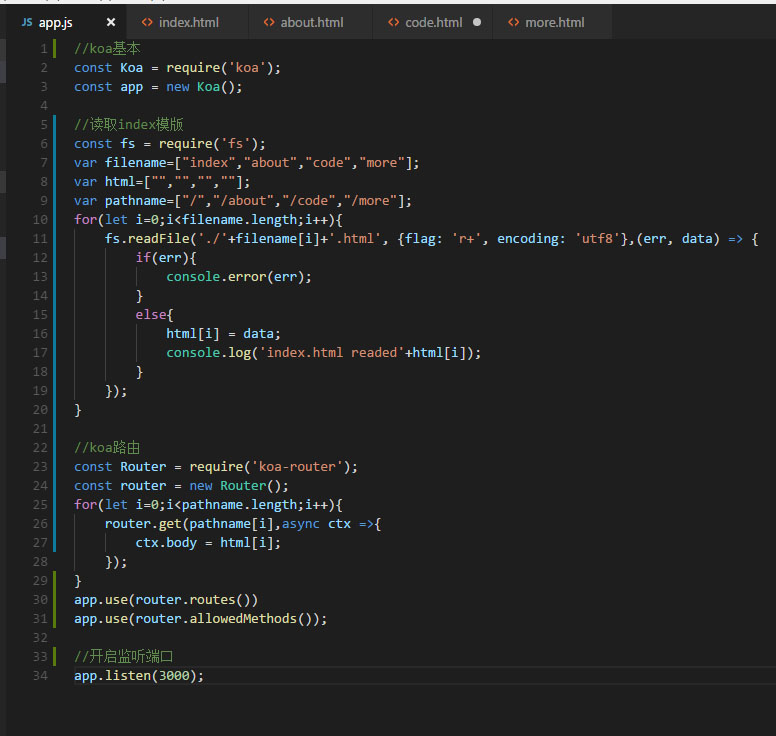 JS app.js × <> index.html <> about.html <> code.html ● <> more.html
1 //koa基本
2 const Koa = require('koa');
3 const app = new Koa();
4
5 //读取index模版
6 const fs = require('fs');
7 var filename=["index","about","code","more"];
8 var html=["","","",""];
9 var pathname=["/","/about","/code","/more"];
10 for(let i=0;i<filename.length;i++){
11     fs.readFile('./'+filename[i]+'.html', {flag: 'r+', encoding: 'utf8'},(err, data) => {
12         if(err){
13             console.error(err);
14         }
15         else{
16             html[i] = data;
17             console.log('index.html readed'+html[i]);
18         }
19     });
20 }
21
22 //koa路由
23 const Router = require('koa-router');
24 const router = new Router();
25 for(let i=0;i<pathname.length;i++){
26     router.get(pathname[i],async ctx =>{
27         ctx.body = html[i];
28     });
29 }
30 app.use(router.routes())
31 app.use(router.allowedMethods());
32
33 //开启监听端口
34 app.listen(3000);